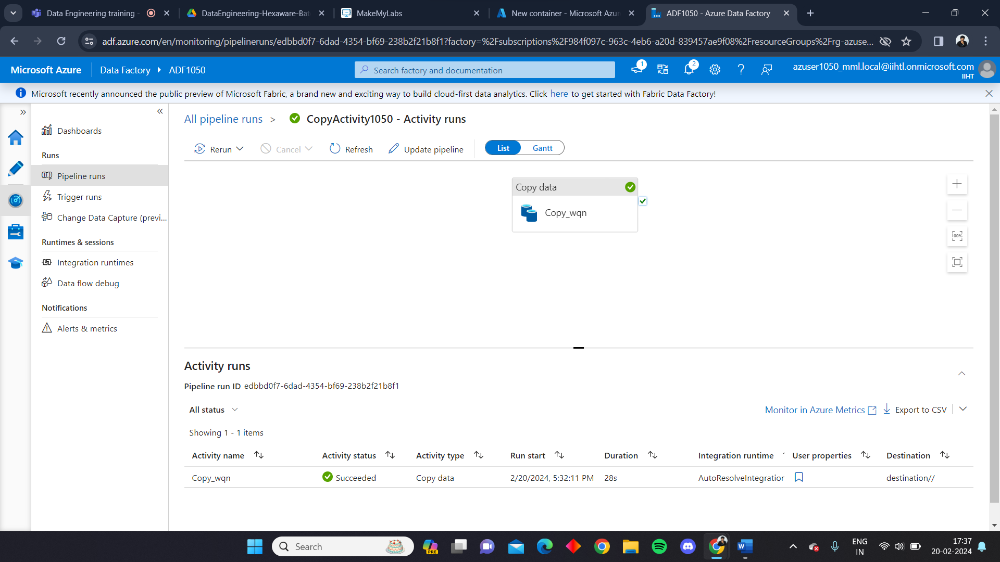 Data Engineering training -
DataEngineering-Hexaware-Bat
MakeMyLabs
New container - Microsoft Azur
ADF1050 - Azure Data Factory
adf.azure.com/en/monitoring/pipelineruns/edbbd0f7-6dad-4354-bf69-238b2f21b8f1?factory=%2Fsubscriptions%2F984f097c-963c-4eb6-a20d-839457ae9f08%2FresourceGroups%2Frg-azuse...
Microsoft Azure
Data Factory
ADF1050
Search factory and documentation
1
2
azuser1050_mml.local@iihtl.onmicrosoft.com
IIHT
Microsoft recently announced the public preview of Microsoft Fabric, a brand new and exciting way to build cloud-first data analytics. Click here to get started with Fabric Data Factory!
Dashboards
Runs
Pipeline runs
Trigger runs
Change Data Capture (previ...
Runtimes & sessions
Integration runtimes
Data flow debug
Notifications
Alerts & metrics
All pipeline runs > CopyActivity1050 - Activity runs
Rerun
Cancel
Refresh
Update pipeline
List
Gantt
Copy data
Copy_wqn
100%
Activity runs
Pipeline run ID edbbd0f7-6dad-4354-bf69-238b2f21b8f1
All status
Monitor in Azure Metrics
Export to CSV
Showing 1 - 1 items
Activity name Activity status Activity type Run start Duration Integration runtime User properties Destination
Copy_wqn Succeeded Copy data 2/20/2024, 5:32:11 PM 28s AutoResolveIntegration destination//
Search
PRE
W
ENG
IN
17:37
20-02-2024